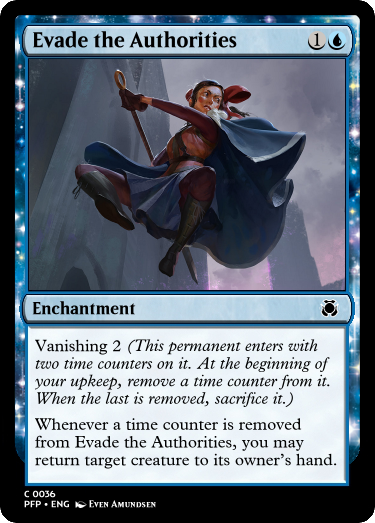 Evade the Authorities 1
Enchantment
Vanishing 2 (This permanent enters with
two time counters on it. At the beginning of
your upkeep, remove a time counter from it.
When the last is removed, sacrifice it.)
Whenever a time counter is removed
from Evade the Authorities, you may
return target creature to its owner's hand.
C 0036
PFP • ENG Even Amundsen